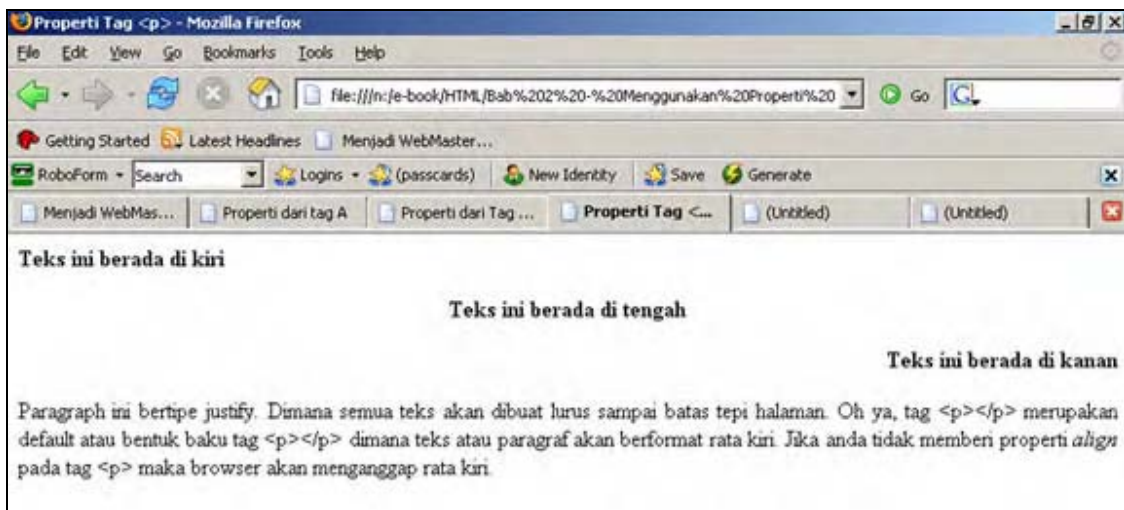 Properti Tag <p> - Mozilla Firefox
File Edit View Go Bookmarks Tools Help
file:///n:/e-book/HTML/Bab%202%20-%20Menggunakan%20Properti%20 Go
Getting Started Latest Headlines Menjadi WebMaster...
RoboForm Search Logins (passcards) New Identity Save Generate
Menjadi WebMas... Properti dari tag A Properti dari Tag ... Properti Tag <... (Untitled) (Untitled)
Teks ini berada di kiri
Teks ini berada di tengah
Teks ini berada di kanan
Paragraph ini bertipe justify. Dimana semua teks akan dibuat lurus sampai batas tepi halaman. Oh ya, tag <p></p> merupakan
default atau bentuk baku tag <p></p> dimana teks atau paragraf akan berformat rata kiri. Jika anda tidak memberi properti align
pada tag <p> maka browser akan menganggap rata kiri.